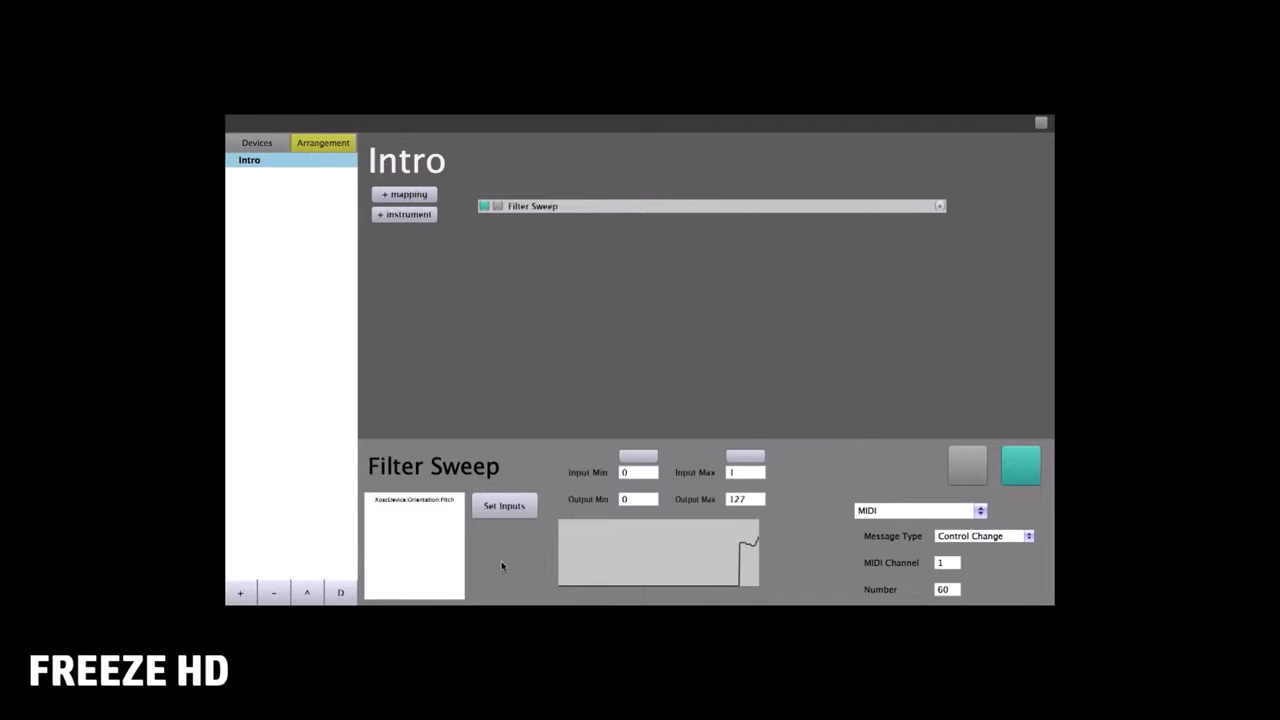 Devices
Arrangement
Intro
Intro
+ mapping
+ instrument
Filter Sweep
Filter Sweep
Input Min
0
Input Max
1
Output Min
0
Output Max
127
Set Inputs
MIDI
Message Type
Control Change
MIDI Channel
1
Number
60
+
-
^
D
FREEZE HD